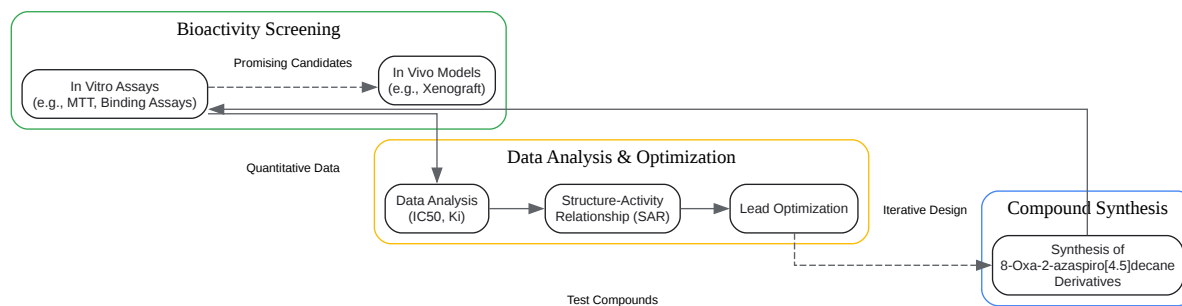 Bioactivity Screening
Promising Candidates
In Vitro Assays
(e.g., MTT, Binding Assays)
In Vivo Models
(e.g., Xenograft)
Quantitative Data
Data Analysis & Optimization
Data Analysis
(IC50, Ki)
Structure-Activity
Relationship (SAR)
Lead Optimization
Iterative Design
Compound Synthesis
Synthesis of
8-Oxa-2-azaspiro[4.5]decane
Derivatives
Test Compounds